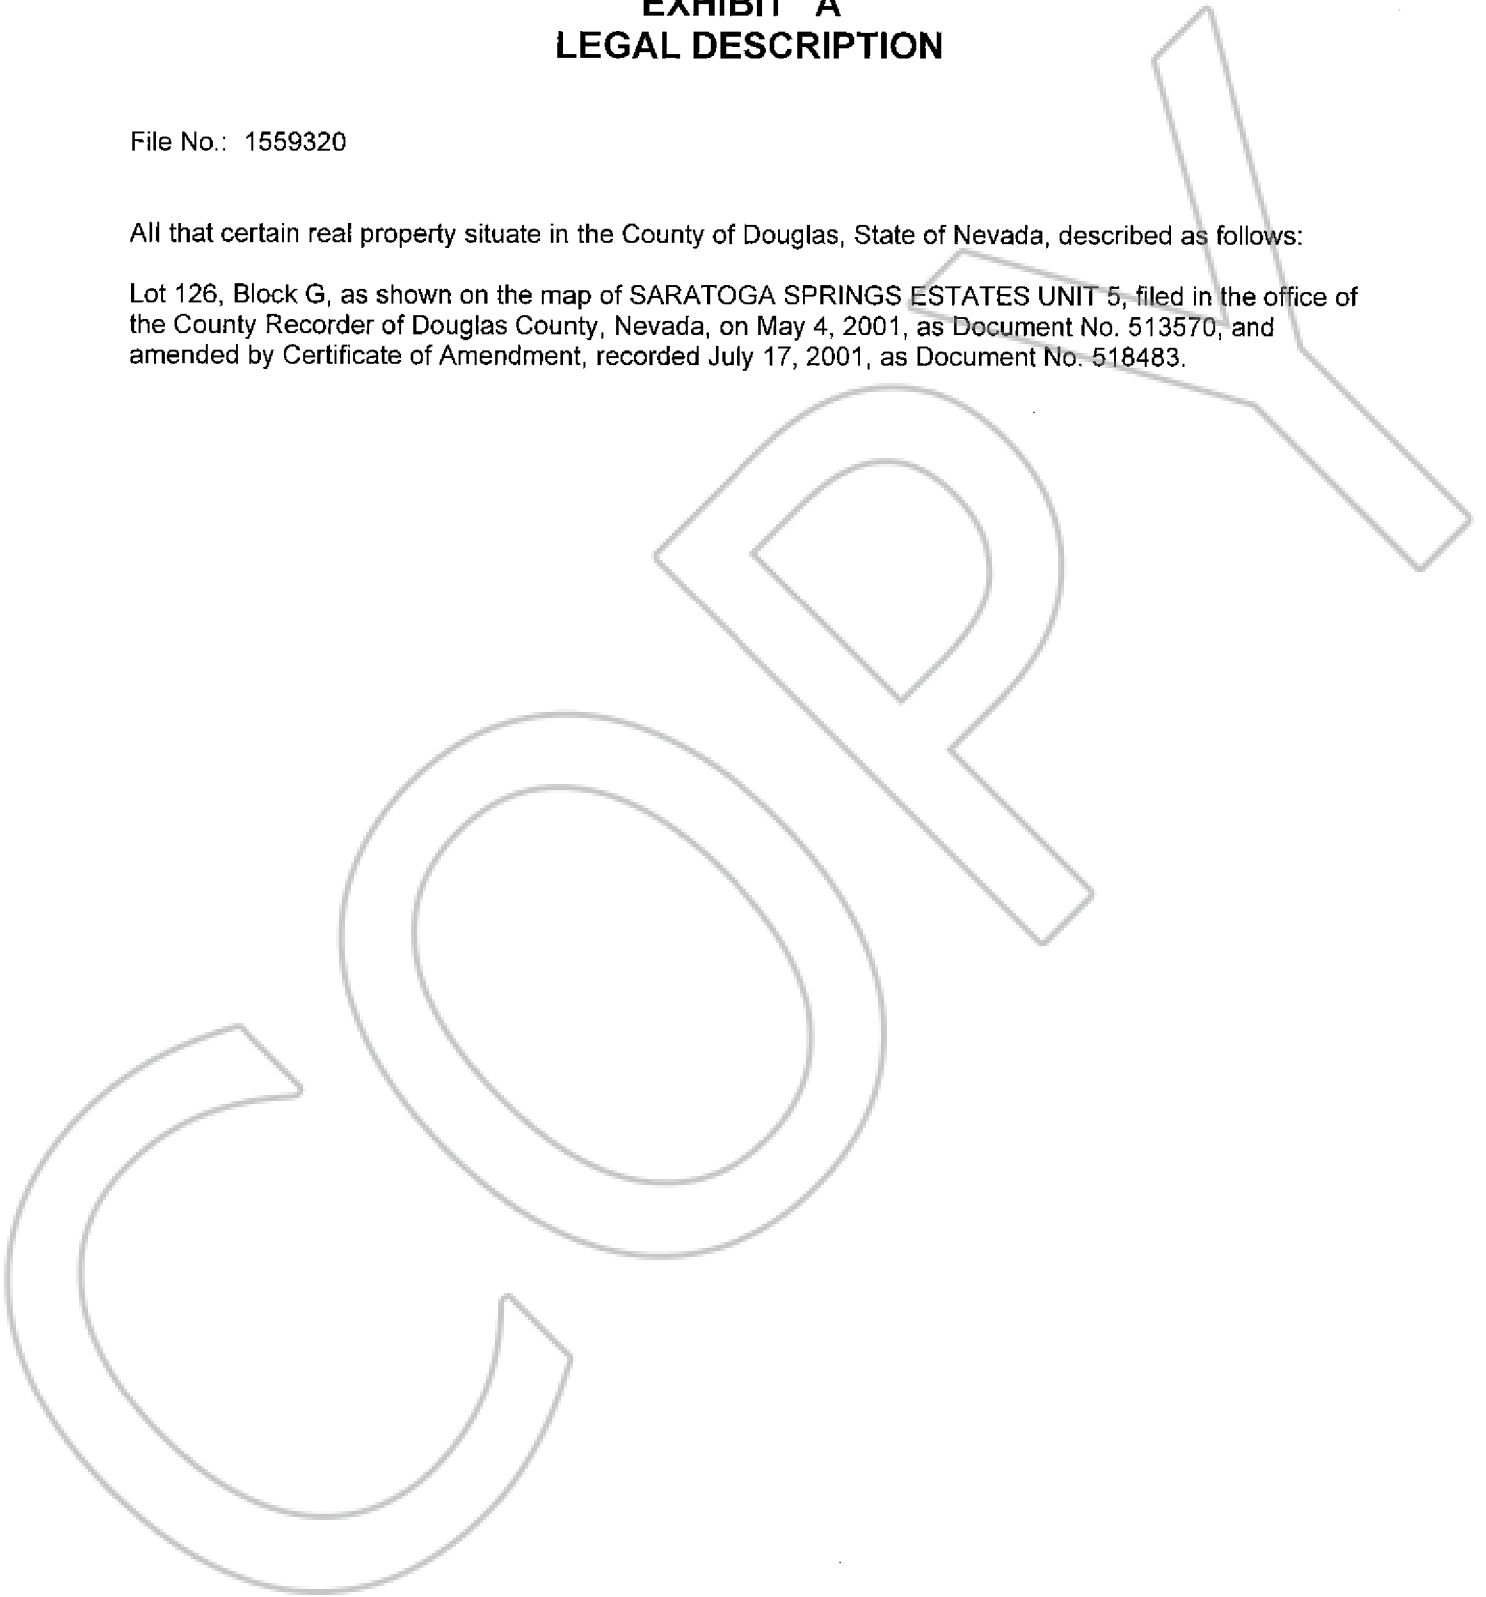 EXHIBIT A
LEGAL DESCRIPTION
File No.: 1559320
All that certain real property situate in the County of Douglas, State of Nevada, described as follows:
Lot 126, Block G, as shown on the map of SARATOGA SPRINGS ESTATES UNIT 5, filed in the office of
the County Recorder of Douglas County, Nevada, on May 4, 2001, as Document No. 513570, and
amended by Certificate of Amendment, recorded July 17, 2001, as Document No. 518483.
COPY